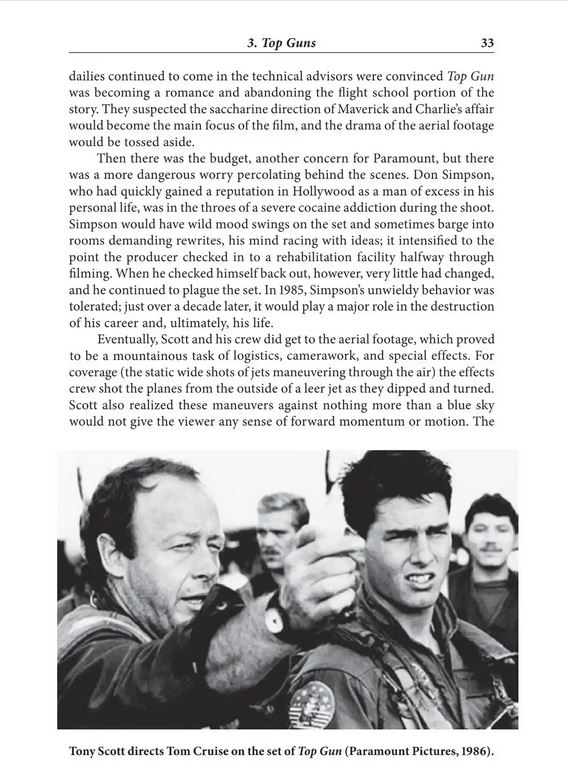 3. Top Guns 33
dailies continued to come in the technical advisors were convinced Top Gun
was becoming a romance and abandoning the flight school portion of the
story. They suspected the saccharine direction of Maverick and Charlie's affair
would become the main focus of the film, and the drama of the aerial footage
would be tossed aside.
Then there was the budget, another concern for Paramount, but there
was a more dangerous worry percolating behind the scenes. Don Simpson,
who had quickly gained a reputation in Hollywood as a man of excess in his
personal life, was in the throes of a severe cocaine addiction during the shoot.
Simpson would have wild mood swings on the set and sometimes barge into
rooms demanding rewrites, his mind racing with ideas; it intensified to the
point the producer checked in to a rehabilitation facility halfway through
filming. When he checked himself back out, however, very little had changed,
and he continued to plague the set. In 1985, Simpson's unwieldy behavior was
tolerated; just over a decade later, it would play a major role in the destruction
of his career and, ultimately, his life.
Eventually, Scott and his crew did get to the aerial footage, which proved
to be a mountainous task of logistics, camerawork, and special effects. For
coverage (the static wide shots of jets maneuvering through the air) the effects
crew shot the planes from the outside of a leer jet as they dipped and turned.
Scott also realized these maneuvers against nothing more than a blue sky
would not give the viewer any sense of forward momentum or motion. The
Tony Scott directs Tom Cruise on the set of Top Gun (Paramount Pictures, 1986).